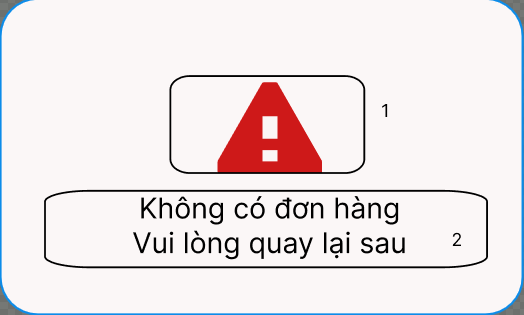 1
Không có đơn hàng
Vui lòng quay lại sau
2